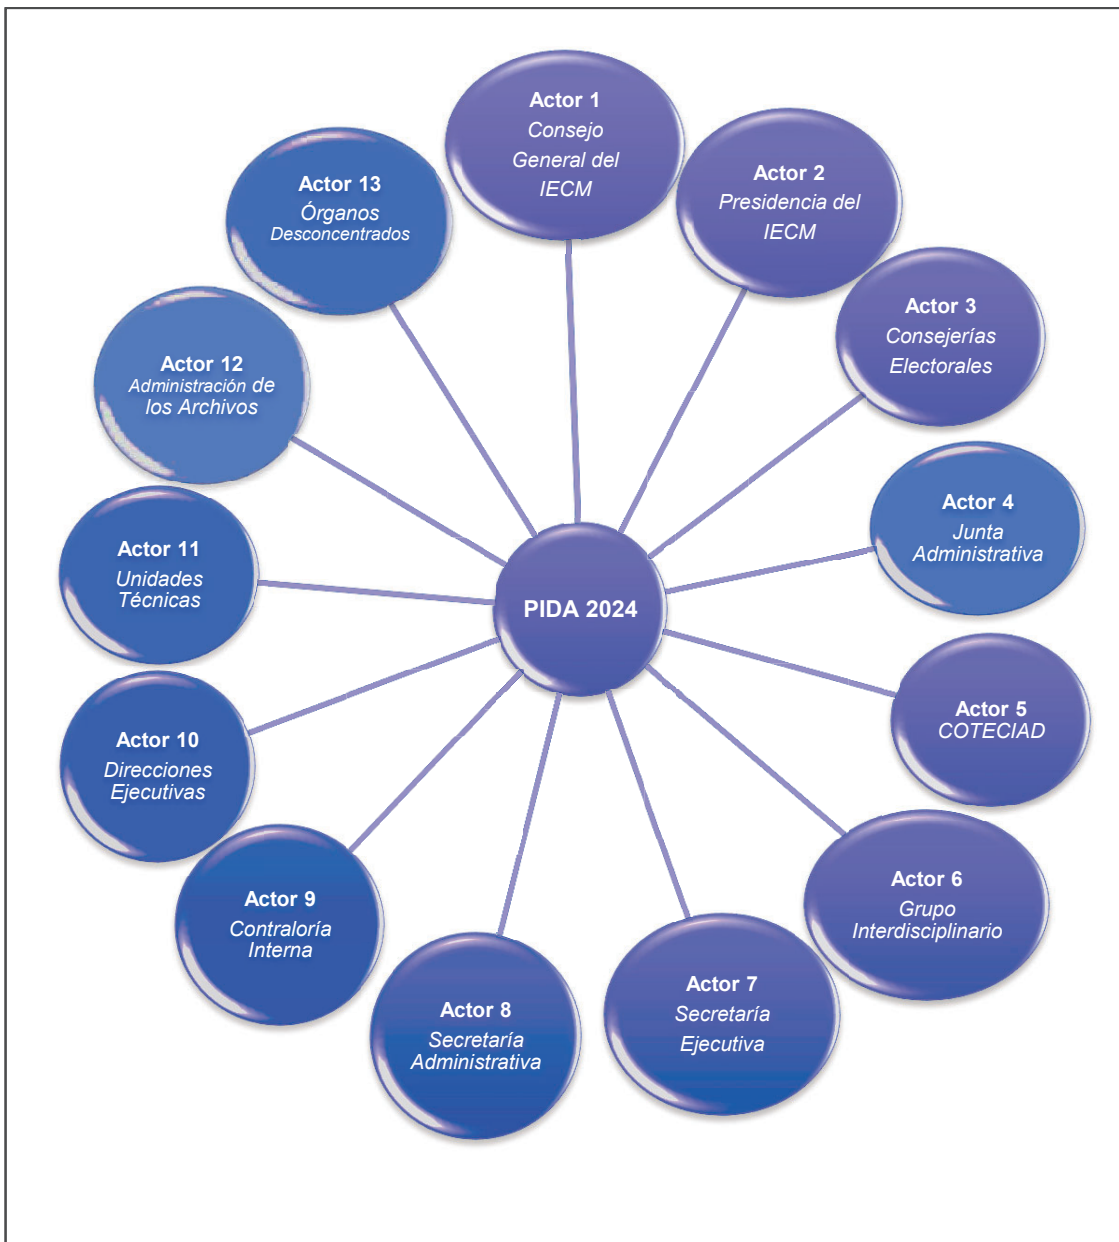 Actor 1
Consejo
General del
IECM
Actor 2
Presidencia del
IECM
Actor 3
Consejerías
Electorales
Actor 4
Junta
Administrativa
Actor 5
COTECIAD
Actor 6
Grupo
Interdisciplinario
Actor 7
Secretaría
Ejecutiva
Actor 8
Secretaría
Administrativa
Actor 9
Contraloría
Interna
Actor 10
Direcciones
Ejecutivas
Actor 11
Unidades
Técnicas
Actor 12
Administración de
los Archivos
Actor 13
Órganos
Desconcentrados
PIDA 2024